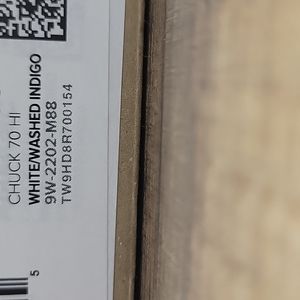 CHUCK 70 HI
WHITE/WASHED INDIGO
9W-2202-M88
TW9HD8R700154
5